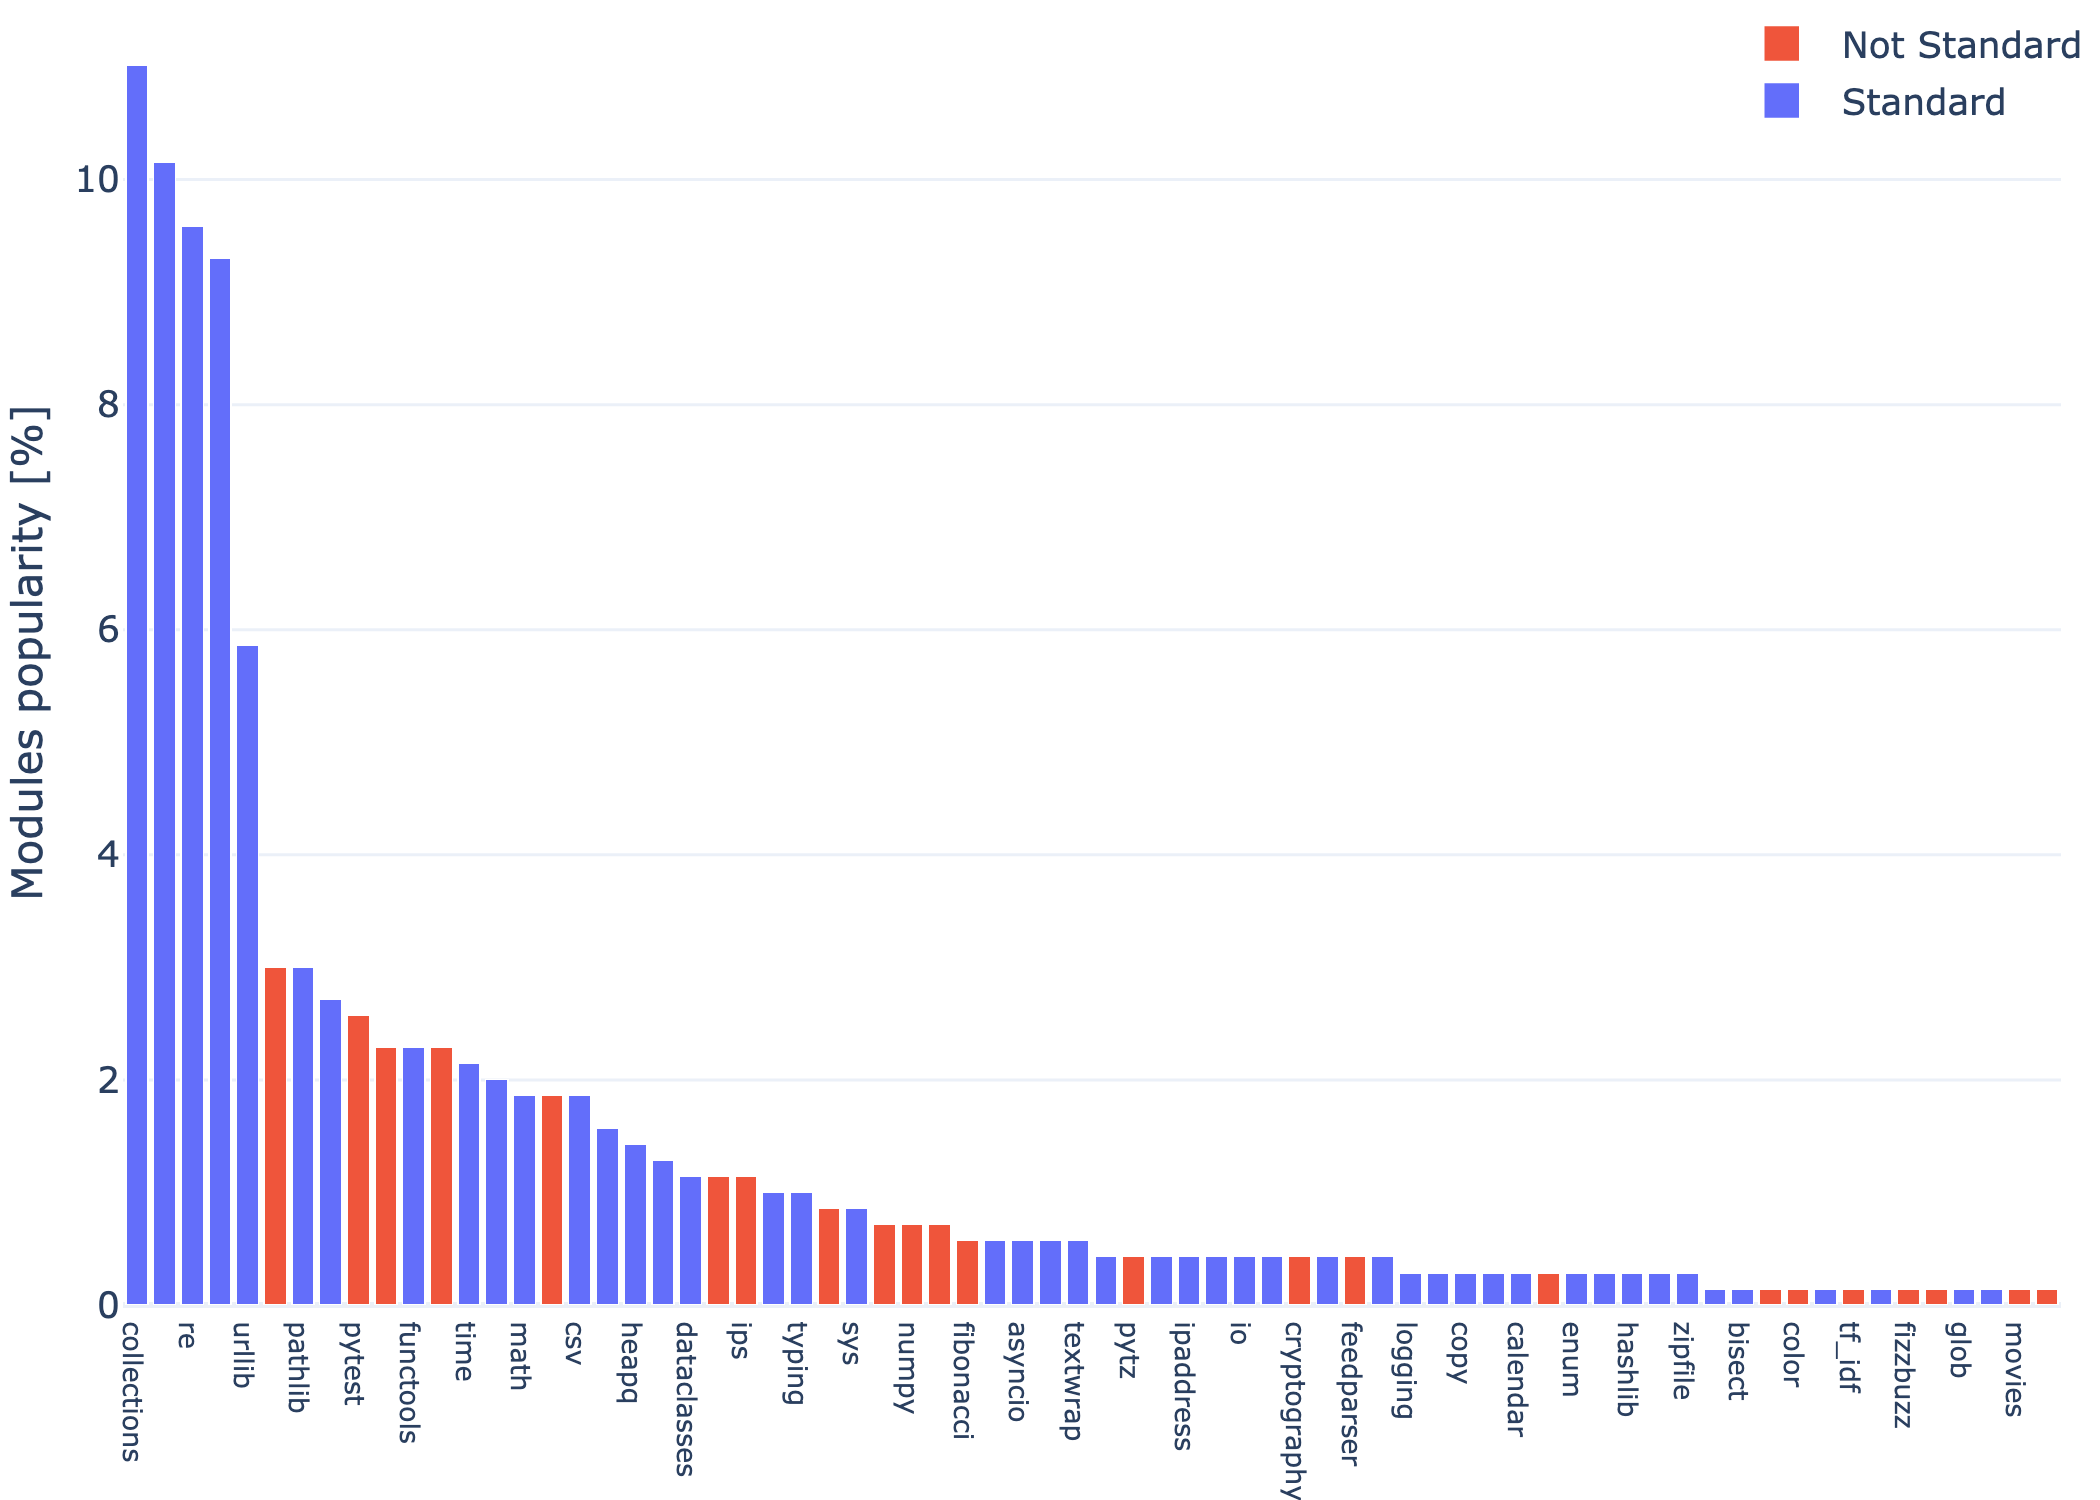 Not Standard
Standard
Modules popularity [%]
10
8
6
4
2
0
collections
re
urllib
pathlib
pytest
functools
time
math
csv
heapq
dataclasses
ips
typing
sys
numpy
fibonacci
asyncio
textwrap
pytz
ipaddress
io
cryptography
feedparser
logging
copy
calendar
enum
hashlib
zipfile
bisect
color
tf_idf
fizzbuzz
glob
movies